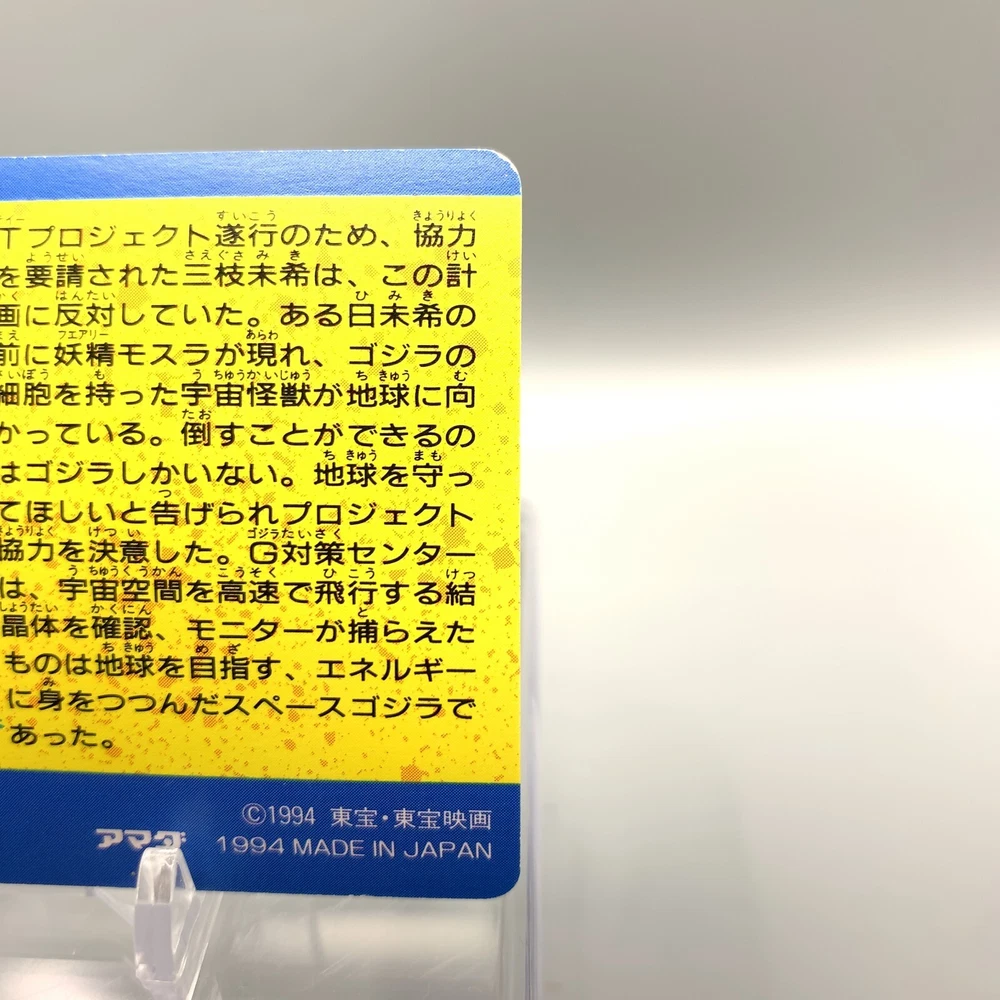 Tプロジェクト遂行のため、協力
を要請された三枝未希は、この計
画に反対していた。ある日未希の
前に妖精モスラが現れ、ゴジラの
細胞を持った宇宙怪獣が地球に向
かっている。倒すことができるの
はゴジラしかいない。地球を守っ
てほしいと告げられプロジェクト
協力を決意した。G対策センター
は、宇宙空間を高速で飛行する結
晶体を確認、モニターが捕らえた
ものは地球を目指す、エネルギー
に身をつつんだスペースゴジラで
あった。
©1994 東宝・東宝映画
アマダ 1994 MADE IN JAPAN